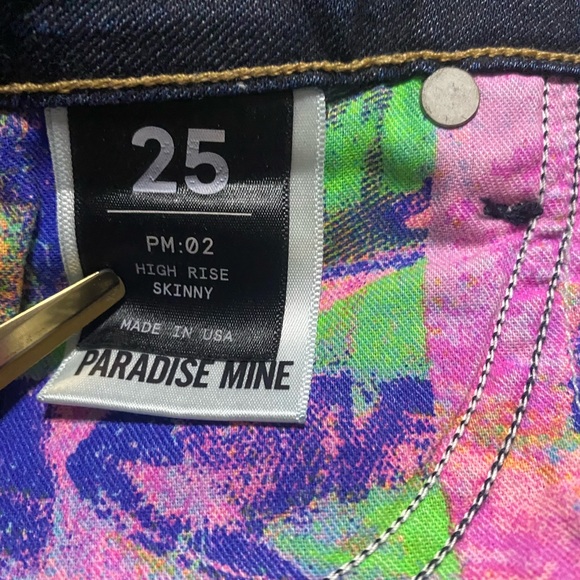 25
PM:02
HIGH RISE
SKINNY
MADE IN USA
PARADISE MINE